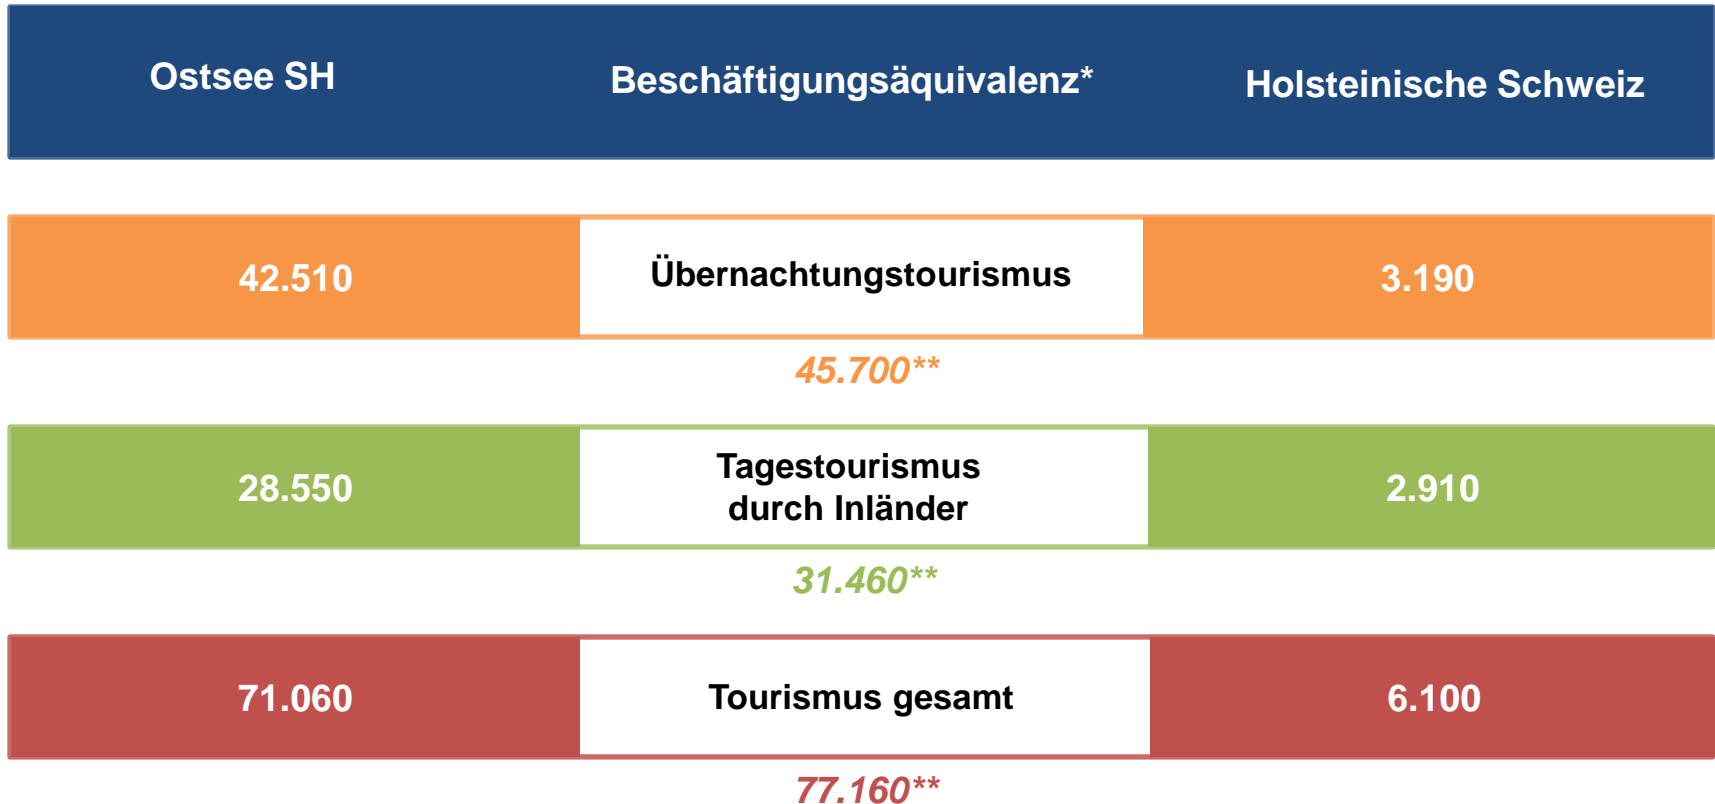 Ostsee SH
Beschäftigungsäquivalenz*
Holsteinische Schweiz
42.510
Übernachtungstourismus
3.190
45.700**
28.550
Tagestourismus
durch Inländer
2.910
31.460**
71.060
Tourismus gesamt
6.100
77.160**